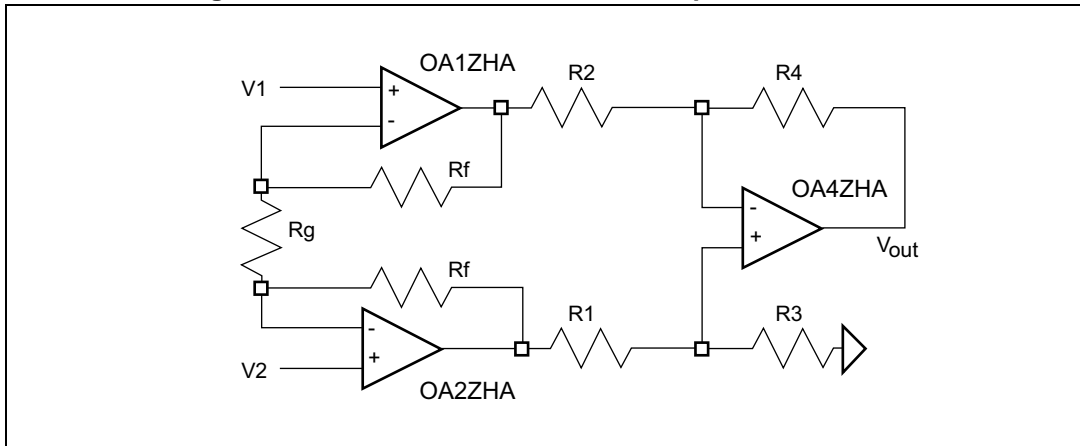 OA1ZHA
R2
R4
V1
+
-
Rf
OA4ZHA
-
Rg
+
Vout
Rf
R1
R3
-
+
V2
OA2ZHA